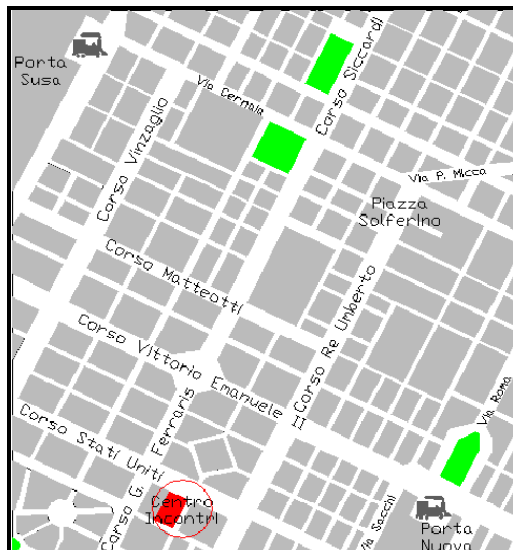 Porta
Susa
Via Cernaia
Corso Siccardi
Corso Vinzaglio
Via P. Micca
Piazza
Solferino
Corso Matteotti
Corso Re Umberto
Corso Vittorio Emanuele II
Via Roma
Corso Stati Uniti
Corso G. Ferraris
Centro
Incontri
Via Sacchi
Porta
Nuova